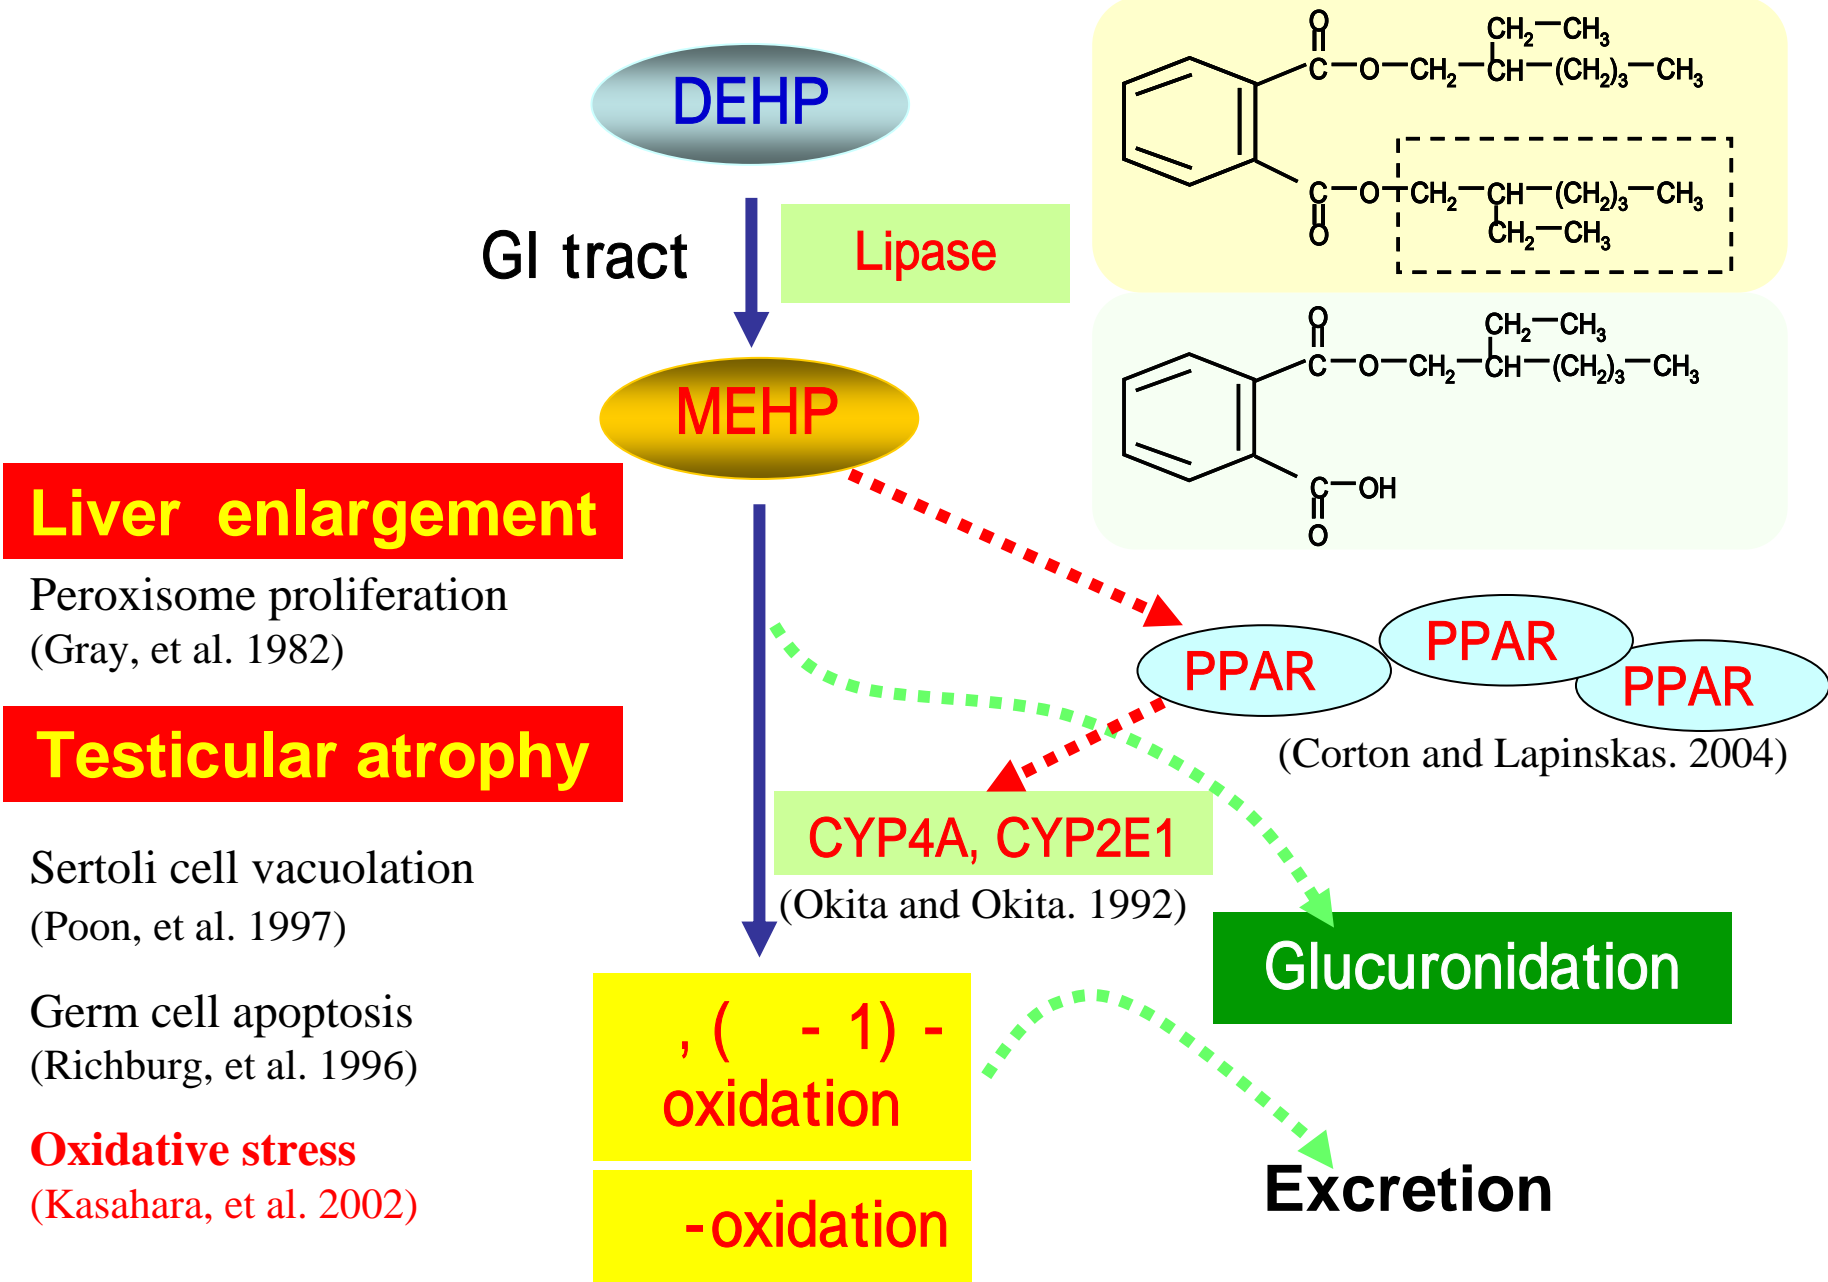 DEHP
GI tract
Lipase
MEHP
Liver enlargement
Peroxisome proliferation
(Gray, et al. 1982)
Testicular atrophy
Sertoli cell vacuolation
(Poon, et al. 1997)
Germ cell apoptosis
(Richburg, et al. 1996)
Oxidative stress
(Kasahara, et al. 2002)
O
CH2-CH3
C-O-CH2-CH-(CH2)3-CH3
C-O-CH2-CH-(CH2)3-CH3
O
CH2-CH3
O
CH2-CH3
C-O-CH2-CH-(CH2)3-CH3
C-OH
O
PPAR
PPAR
PPAR
(Corton and Lapinskas. 2004)
CYP4A, CYP2E1
(Okita and Okita. 1992)
Glucuronidation
, ( - 1) -
oxidation
-oxidation
Excretion